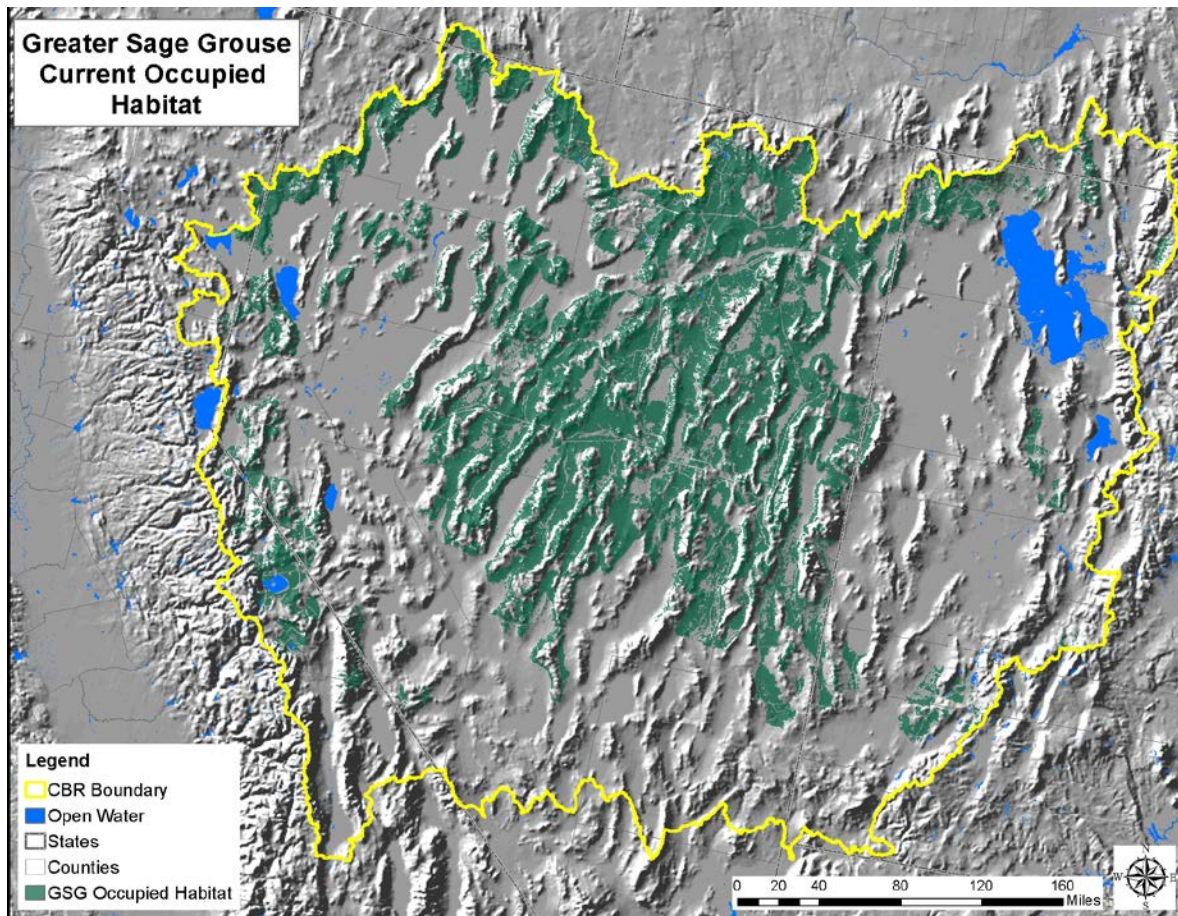 Greater Sage Grouse
Current Occupied
Habitat
Legend
CBR Boundary
Open Water
States
Counties
GSG Occupied Habitat
0 20 40 80 120 160
Miles
N
W E
S